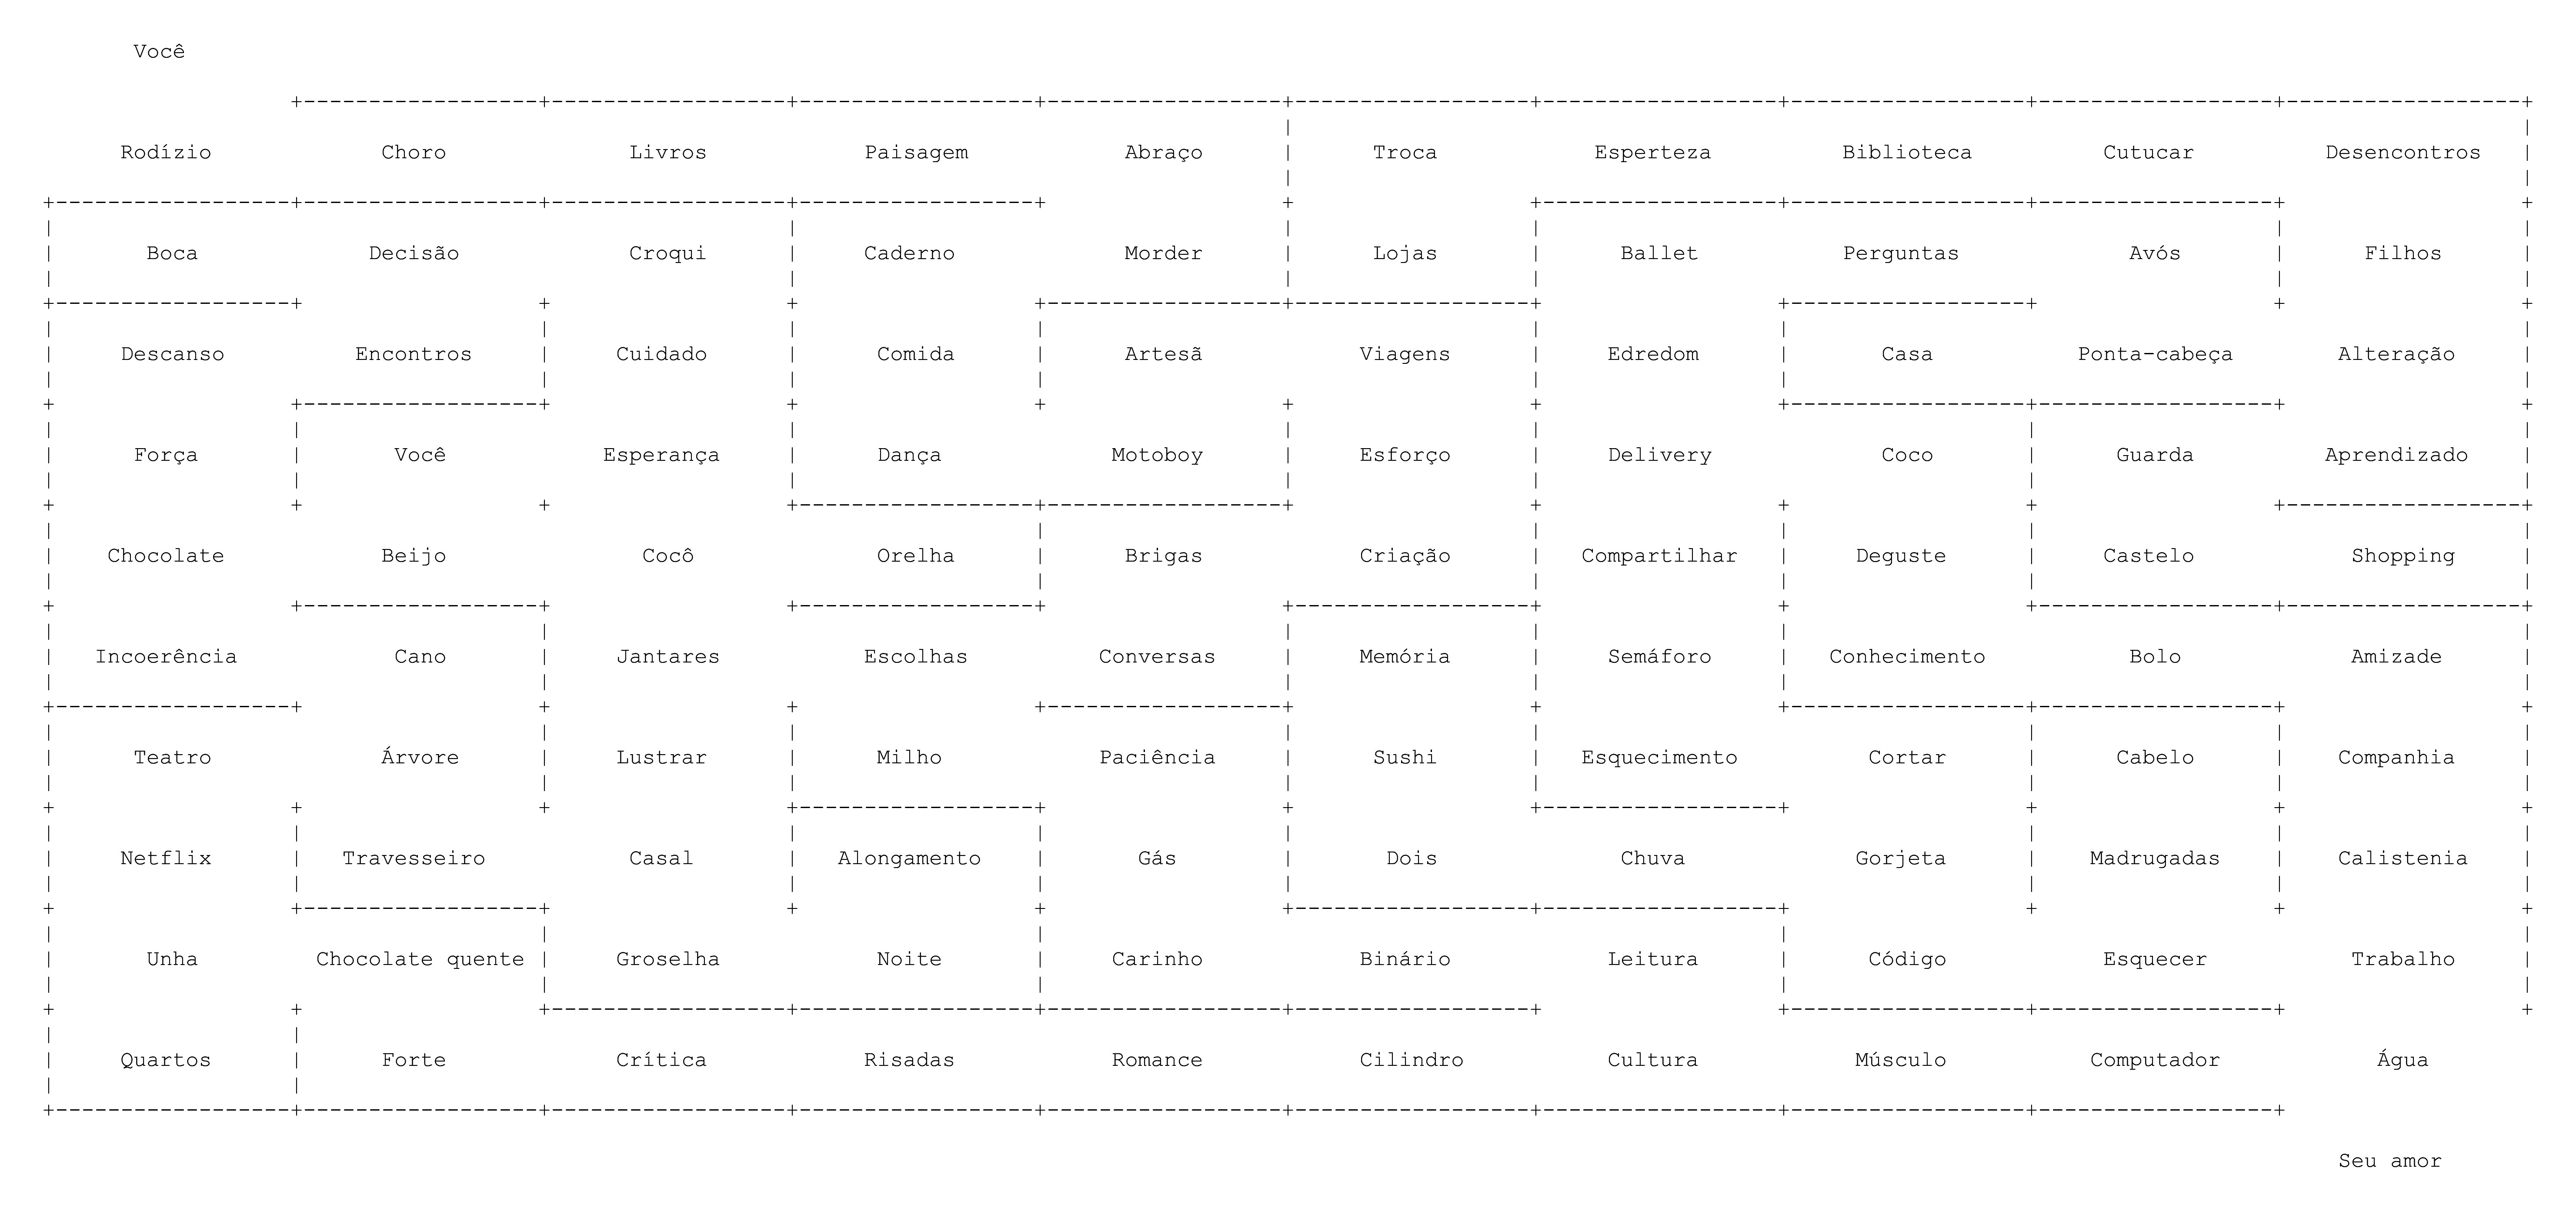 Você
Rodízio Choro Livros Paisagem Abraço Troca Esperteza Biblioteca Cutucar Desencontros
Boca Decisão Croqui Caderno Morder Lojas Ballet Perguntas Avós Filhos
Descanso Encontros Cuidado Comida Artesã Viagens Edredom Casa Ponta-cabeça Alteração
Força Você Esperança Dança Motoboy Esforço Delivery Coco Guarda Aprendizado
Chocolate Beijo Cocô Orelha Brigas Criação Compartilhar Deguste Castelo Shopping
Incoerência Cano Jantares Escolhas Conversas Memória Semáforo Conhecimento Bolo Amizade
Teatro Árvore Lustrar Milho Paciência Sushi Esquecimento Cortar Cabelo Companhia
Netflix Travesseiro Casal Alongamento Gás Dois Chuva Gorjeta Madrugadas Calistenia
Unha Chocolate quente Groselha Noite Carinho Binário Leitura Código Esquecer Trabalho
Quartos Forte Crítica Risadas Romance Cilindro Cultura Músculo Computador Água
Seu amor